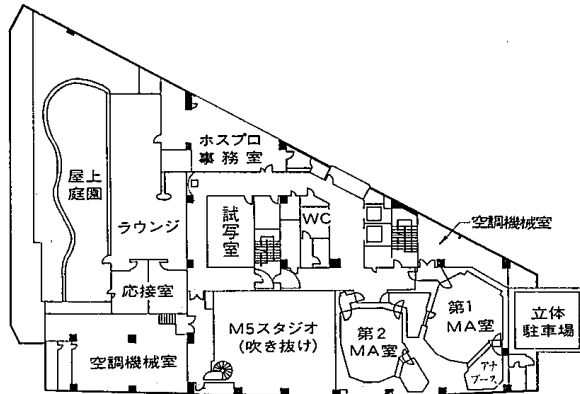 ホスプロ
事務室
屋上
庭園
ラウンジ
試写室
WC
空調機械室
応接室
M5スタジオ
(吹き抜け)
第2
MA室
第1
MA室
アナ
ブース
立体
駐車場
空調機械室